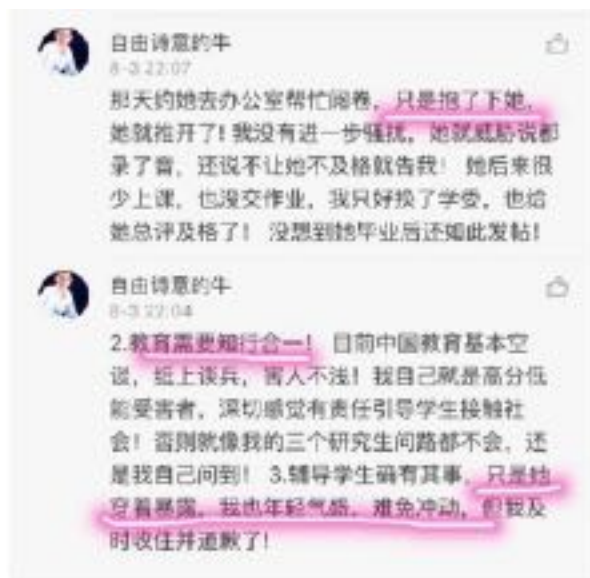 自由诗意的牛
8-3 22:07
那天约她去办公室帮忙阅卷，只是抱了下她，
她就推开了！我没有进一步骚扰，她就威胁说都
录了音，还说不让她不及格就告我！ 她后来很
少上课，也没交作业，我只好换了学委，也给
她总评及格了！ 没想到她毕业后还如此发帖！
自由诗意的牛
8-3 22:04
2.教育需要知行合一！ 目前中国教育基本空
谈，纸上谈兵，害人不浅！我自己就是高分低
能受害者，深切感觉有责任引导学生接触社
会！否则就像我的三个研究生问路都不会，还
是我自己问到！ 3.辅导学生确有其事，只是她
穿着暴露，我也年轻气盛，难免冲动，但我及
时收住并道歉了！